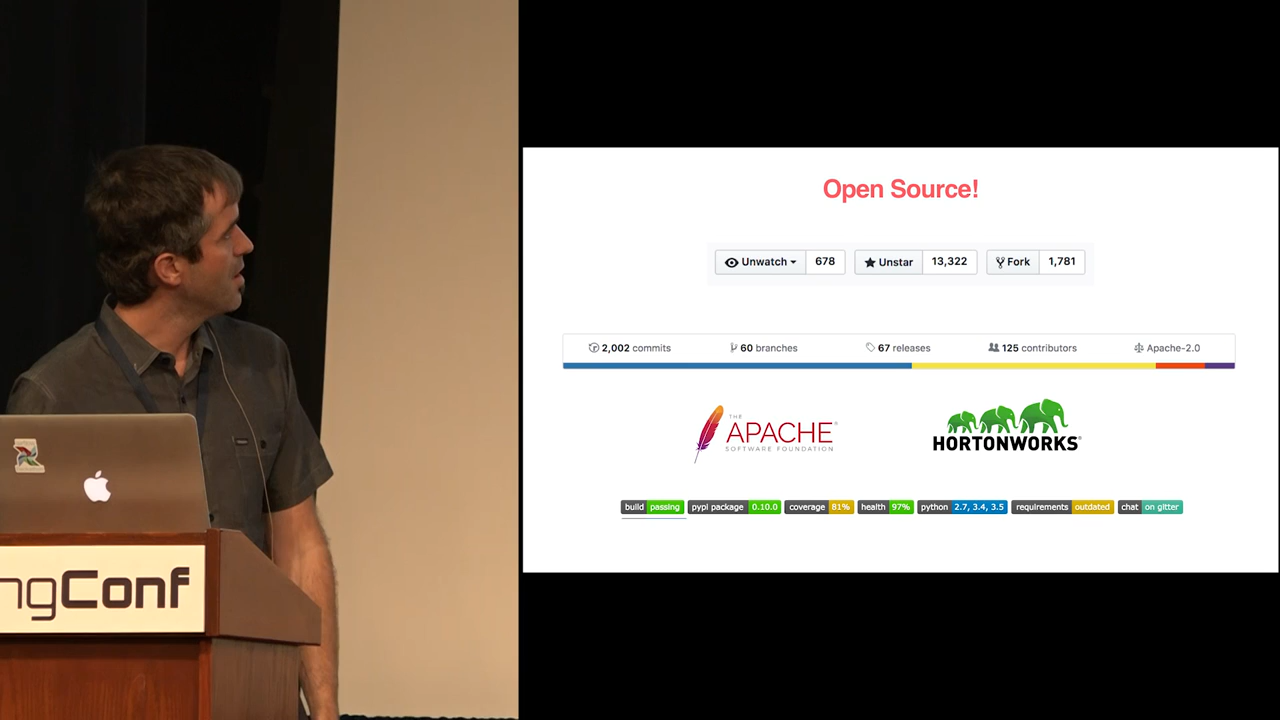 Open Source!
Unwatch 678 Unstar 13,322 Fork 1,781
2,002 commits 60 branches 67 releases 125 contributors Apache-2.0
THE
APACHE
SOFTWARE FOUNDATION
HORTONWORKS
build passing pypi package 0.10.0 coverage 81% health 97% python 2.7, 3.4, 3.5 requirements outdated chat on gitter
ngConf